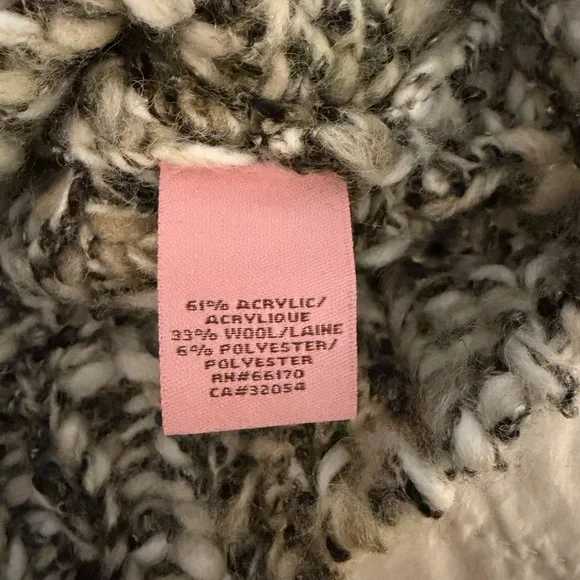 61% ACRYLIC/
ACRYLIQUE
33% WOOL/LAINE
6% POLYESTER/
POLYESTER
RN#66170
CA#32054